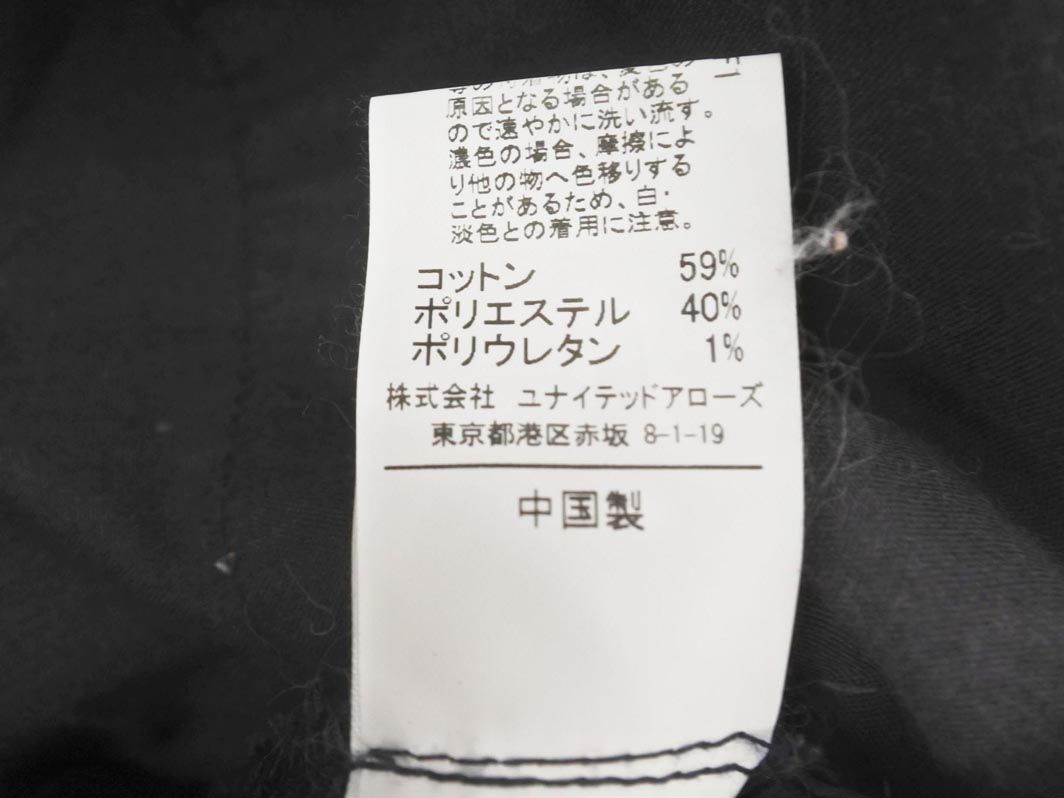 原因となる場合がある
ので速やかに洗い流す。
濃色の場合、摩擦によ
り他の物へ色移りする
ことがあるため、白・
淡色との着用に注意。
コットン 59%
ポリエステル 40%
ポリウレタン 1%
株式会社 ユナイテッドアローズ
東京都港区赤坂 8-1-19
中国製